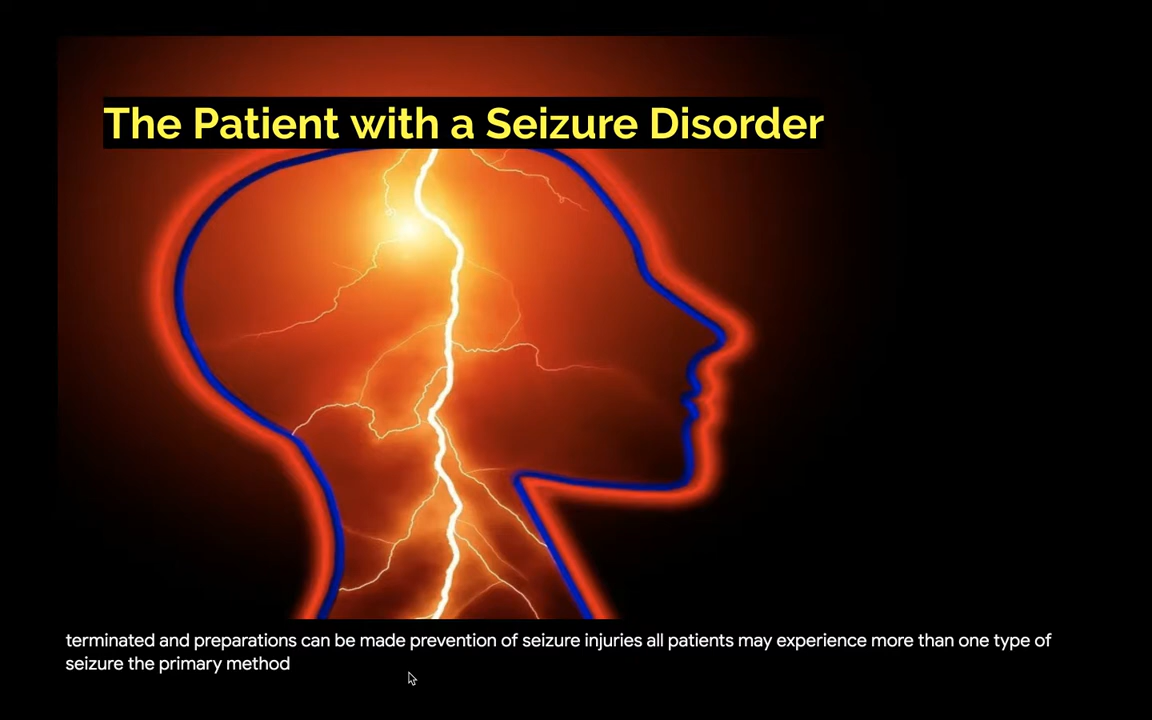 The Patient with a Seizure Disorder
terminated and preparations can be made prevention of seizure injuries all patients may experience more than one type of
seizure the primary method